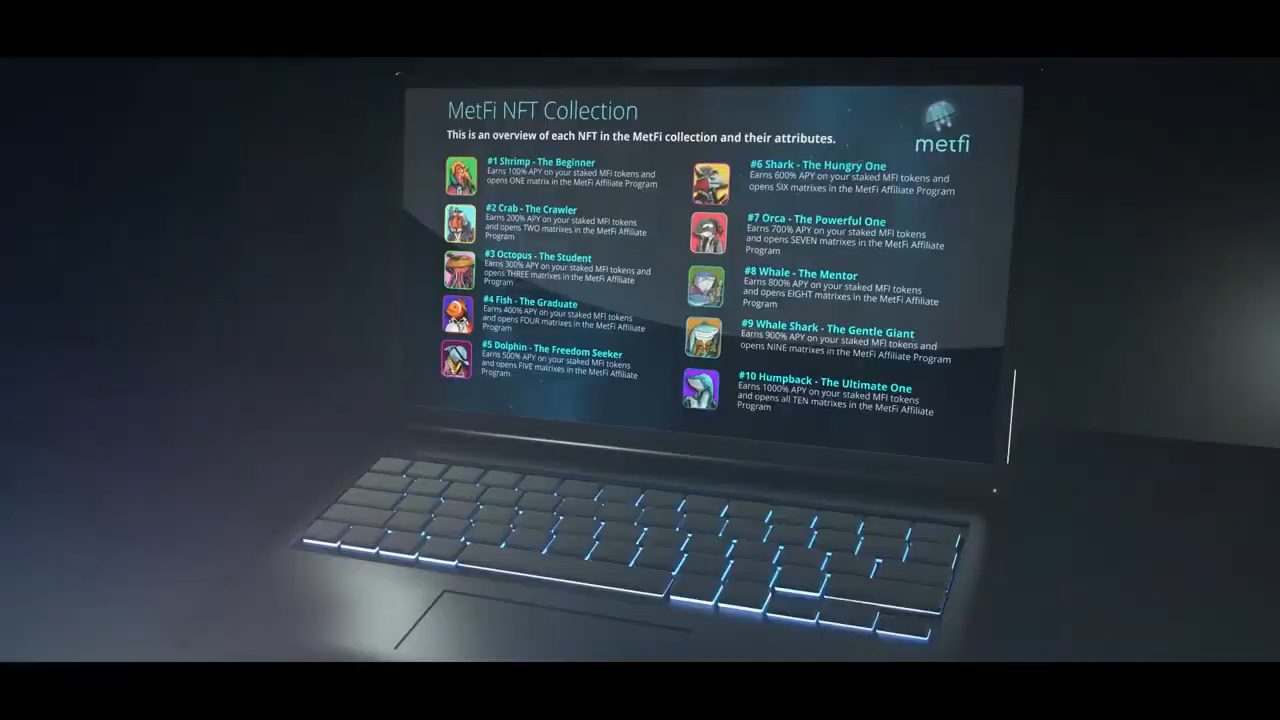 MetFi NFT Collection
This is an overview of each NFT in the MetFi collection and their attributes.
metfi
#1 Shrimp - The Beginner
Earns 100% APY on your staked MFI tokens and
opens ONE matrix in the MetFi Affiliate Program
#2 Crab - The Crawler
Earns 200% APY on your staked MFI tokens
and opens TWO matrixes in the MetFi Affiliate
Program
#3 Octopus - The Student
Earns 300% APY on your staked MFI tokens and
opens THREE matrixes in the MetFi Affiliate
Program
#4 Fish - The Graduate
Earns 400% APY on your staked MFI tokens
and opens FOUR matrixes in the MetFi Affiliate
Program
#5 Dolphin - The Freedom Seeker
Earns 500% APY on your staked MFI tokens
and opens FIVE matrixes in the MetFi Affiliate
Program
#6 Shark - The Hungry One
Earns 600% APY on your staked MFI tokens and
opens SIX matrixes in the MetFi Affiliate Program
#7 Orca - The Powerful One
Earns 700% APY on your staked MFI tokens
and opens SEVEN matrixes in the MetFi Affiliate
Program
#8 Whale - The Mentor
Earns 800% APY on your staked MFI tokens
and opens EIGHT matrixes in the MetFi Affiliate
Program
#9 Whale Shark - The Gentle Giant
Earns 900% APY on your staked MFI tokens and
opens NINE matrixes in the MetFi Affiliate Program
#10 Humpback - The Ultimate One
Earns 1000% APY on your staked MFI tokens
and opens all TEN matrixes in the MetFi Affiliate
Program